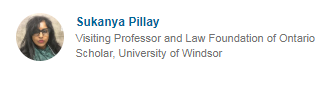 Sukanya Pillay
Visiting Professor and Law Foundation of Ontario
Scholar, University of Windsor